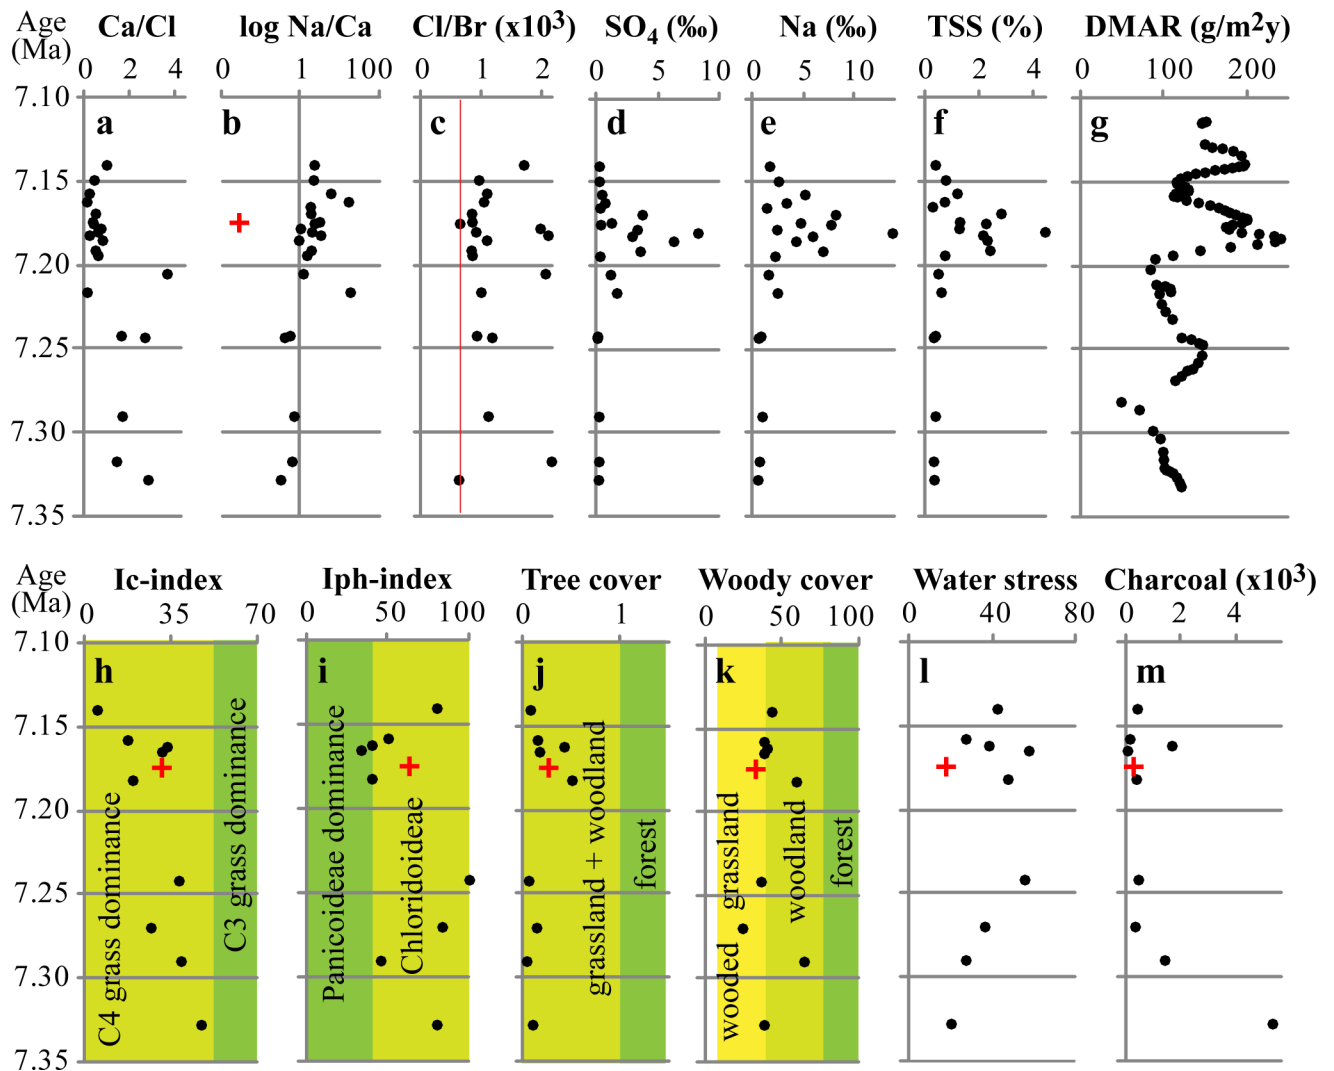 Age
(Ma)
Ca/Cl
log Na/Ca
Cl/Br (x10³)
SO₄ (‰)
Na (‰)
TSS (%)
DMAR (g/m²y)
0 2 4
0 1 100
0 1 2
0 5 10
0 5 10
0 2 4
0 100 200
7.10
7.15
7.20
7.25
7.30
7.35
a
b
c
d
e
f
g
Age
(Ma)
Ic-index
Iph-index
Tree cover
Woody cover
Water stress
Charcoal (x10³)
0 35 70
0 50 100
0 1
0 50 100
0 40 80
0 2 4
7.10
7.15
7.20
7.25
7.30
7.35
h
C4 grass dominance
C3 grass dominance
i
Panicoideae dominance
Chloridoideae
j
grassland + woodland
forest
k
wooded grassland
woodland
forest
l
m